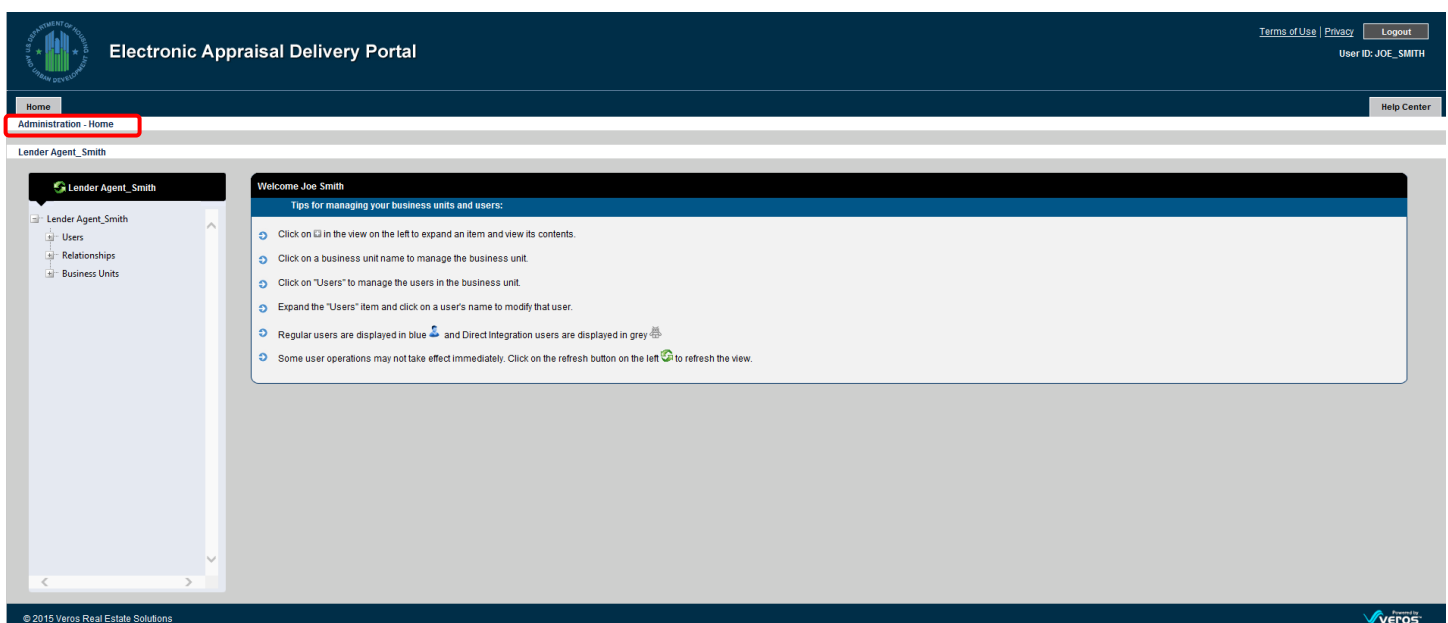 U.S. DEPARTMENT OF HOUSING AND URBAN DEVELOPMENT
Electronic Appraisal Delivery Portal
Terms of Use | Privacy Logout
User ID: JOE_SMITH
Home Help Center
Administration - Home
Lender Agent_Smith
Lender Agent_Smith
Lender Agent_Smith
Users
Relationships
Business Units
Welcome Joe Smith
Tips for managing your business units and users:
Click on in the view on the left to expand an item and view its contents.
Click on a business unit name to manage the business unit.
Click on "Users" to manage the users in the business unit.
Expand the "Users" item and click on a user's name to modify that user.
Regular users are displayed in blue and Direct Integration users are displayed in grey
Some user operations may not take effect immediately. Click on the refresh button on the left to refresh the view.
© 2015 Veros Real Estate Solutions
Powered by
veros